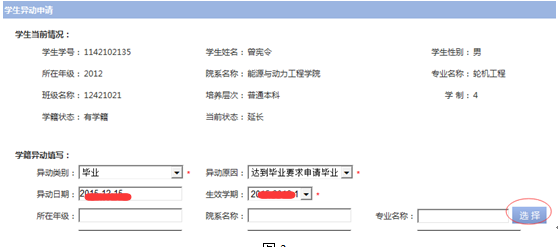 学生异动申请
学生当前情况：
学生学号： 1142102135 学生姓名： 曾宪令 学生性别： 男
所在年级： 2012 院系名称： 能源与动力工程学院 专业名称： 轮机工程
班级名称： 12421021 培养层次： 普通本科 学 制： 4
学籍状态： 有学籍 当前状态： 延长
学籍异动填写：
异动类别： 毕业 * 异动原因： 达到毕业要求申请毕业 *
异动日期： * 生效学期： *
所在年级： 院系名称： 专业名称： 选择